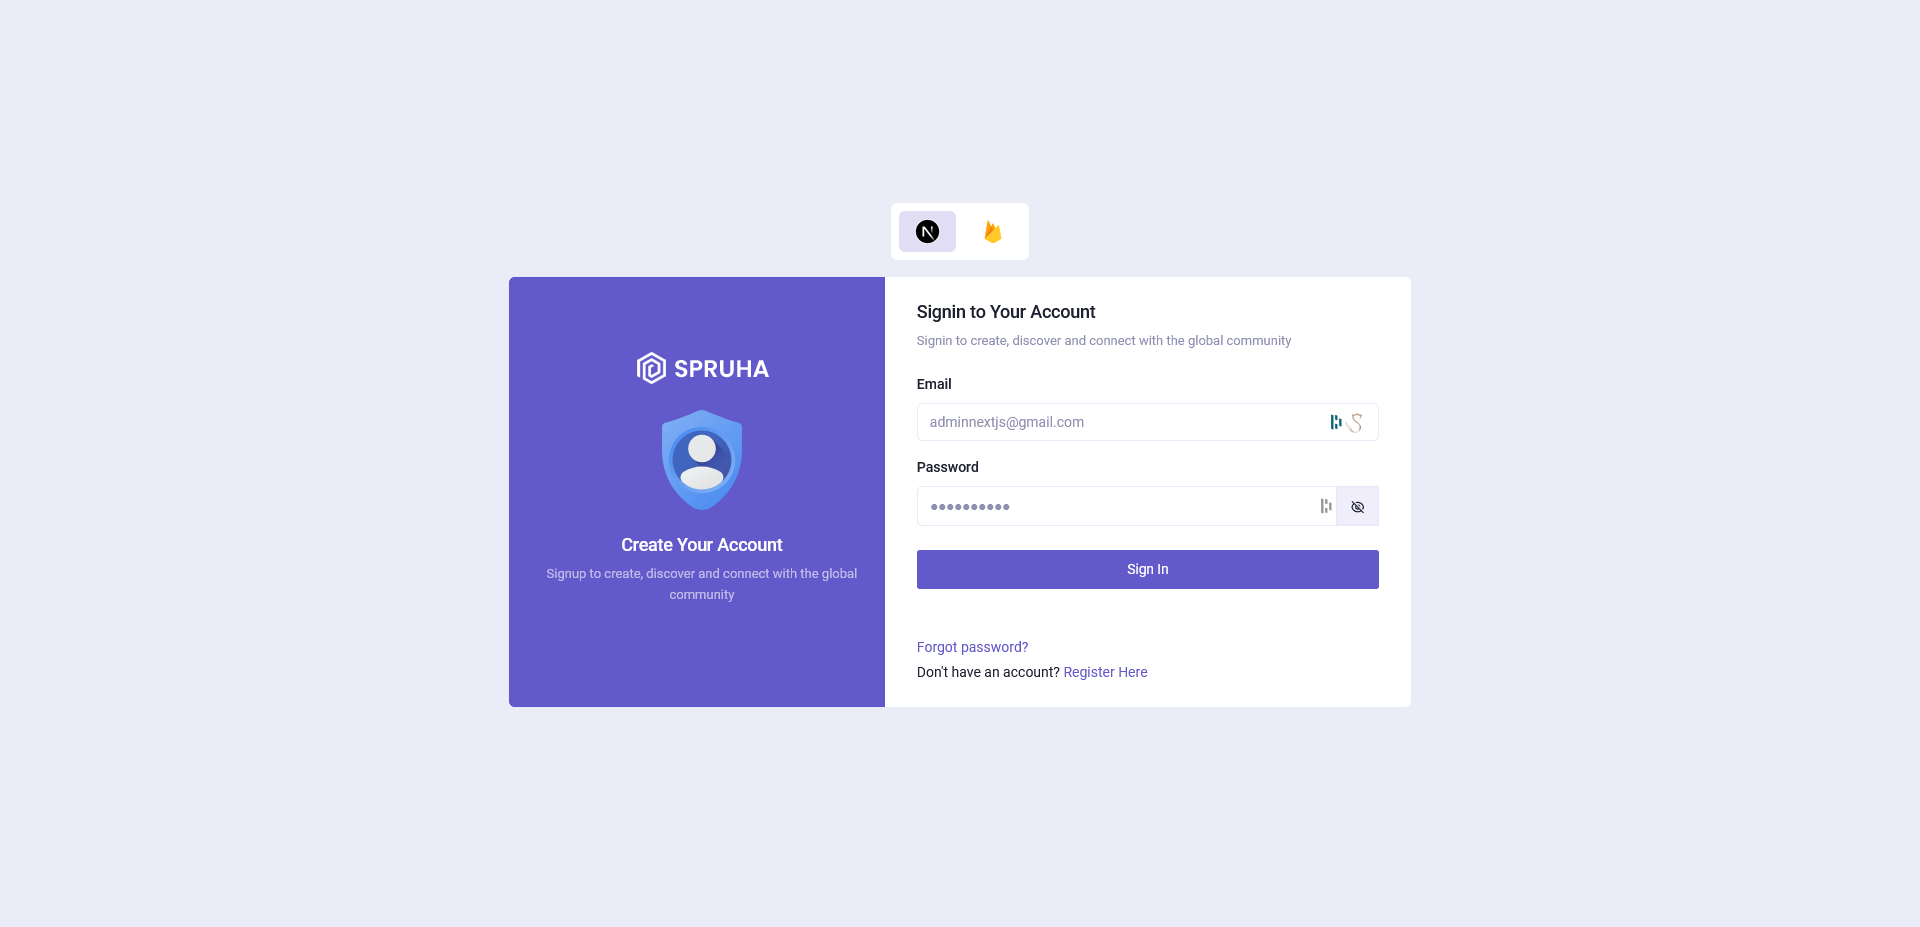 SPRUHA
Create Your Account
Signup to create, discover and connect with the global
community
Signin to Your Account
Signin to create, discover and connect with the global community
Email
adminnextjs@gmail.com
Password
••••••••••
Sign In
Forgot password?
Don't have an account? Register Here